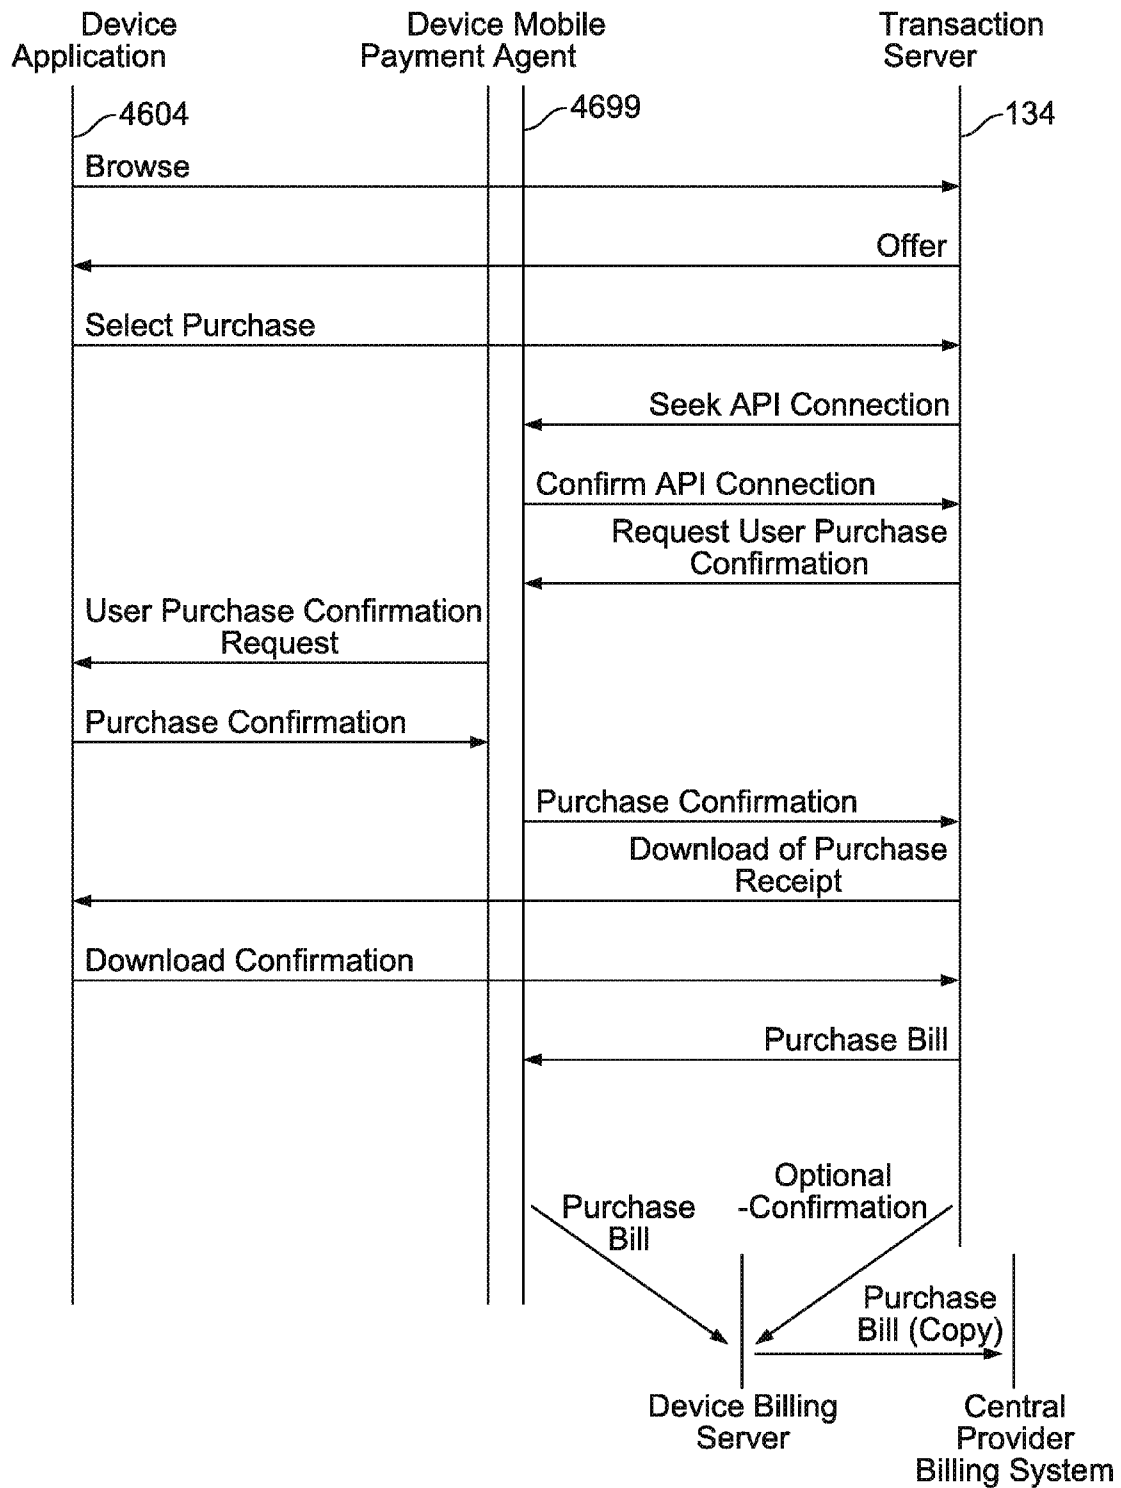 Device
Application
Device Mobile
Payment Agent
Transaction
Server
4604
4699
134
Browse
Offer
Select Purchase
Seek API Connection
Confirm API Connection
Request User Purchase
Confirmation
User Purchase Confirmation
Request
Purchase Confirmation
Purchase Confirmation
Download of Purchase
Receipt
Download Confirmation
Purchase Bill
Purchase
Bill
Optional
-Confirmation
Purchase
Bill (Copy)
Device Billing
Server
Central
Provider
Billing System